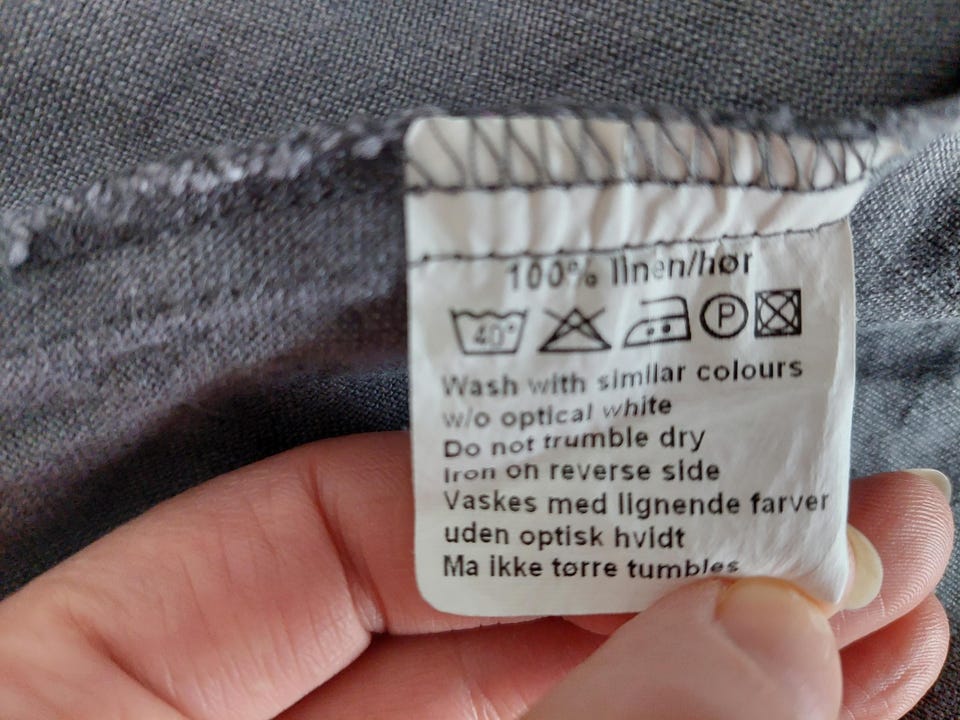 100% linen/hør
40° P
Wash with similar colours
w/o optical white
Do not trumble dry
Iron on reverse side
Vaskes med lignende farver
uden optisk hvidt
Ma ikke tørre tumbles